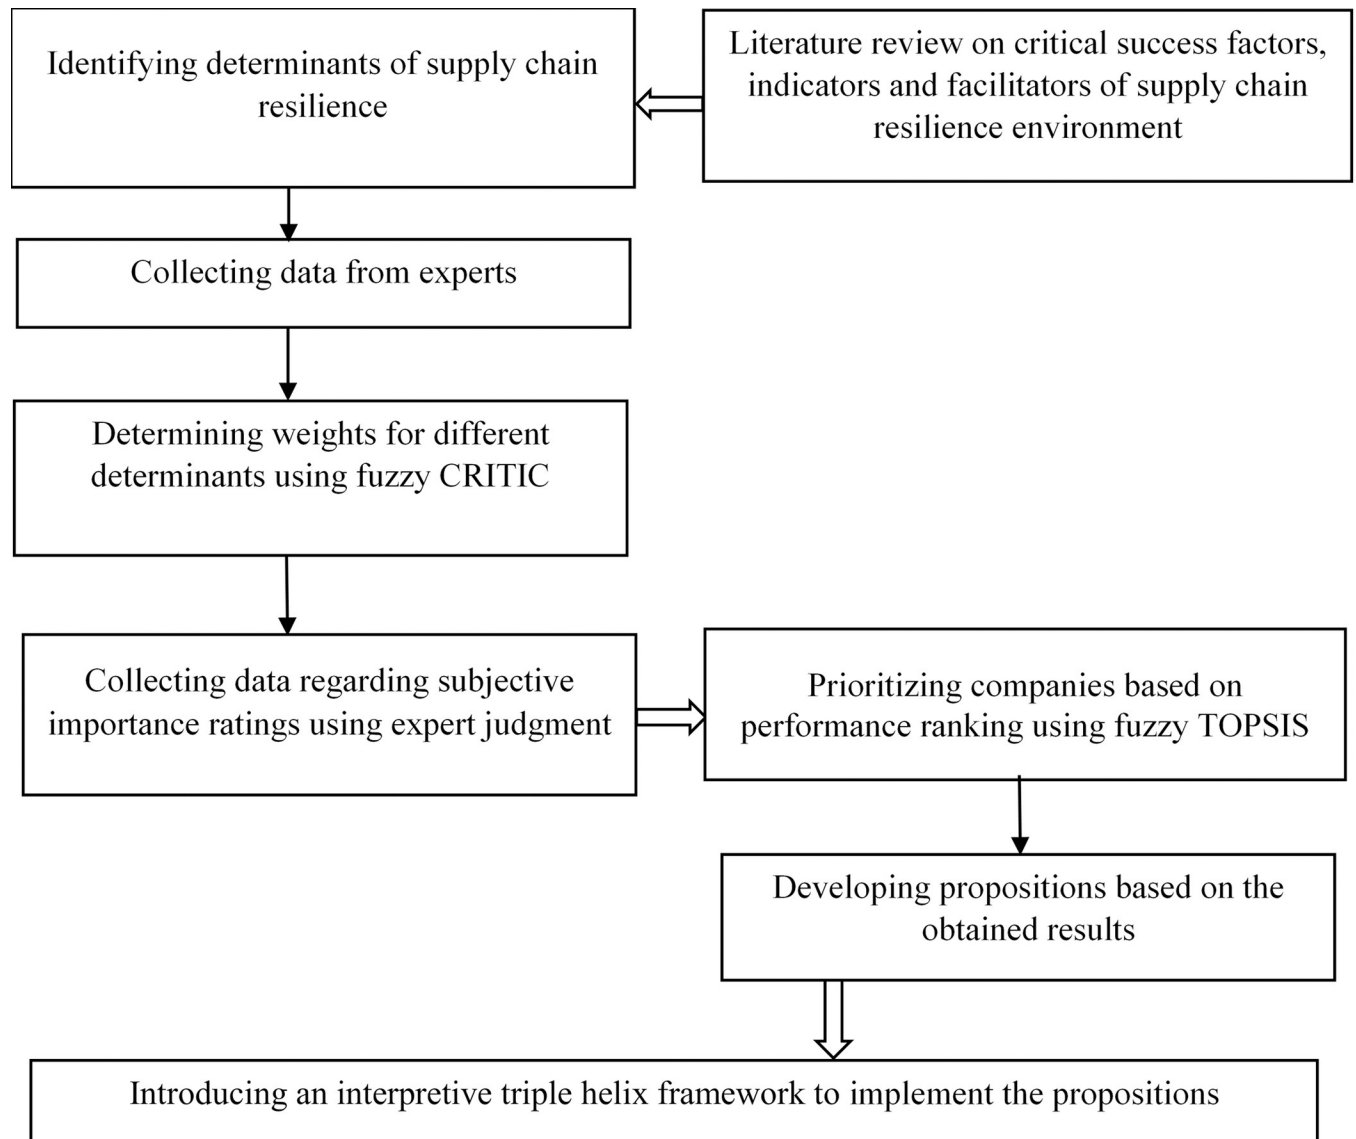 Identifying determinants of supply chain
resilience
Literature review on critical success factors,
indicators and facilitators of supply chain
resilience environment
Collecting data from experts
Determining weights for different
determinants using fuzzy CRITIC
Collecting data regarding subjective
importance ratings using expert judgment
Prioritizing companies based on
performance ranking using fuzzy TOPSIS
Developing propositions based on the
obtained results
Introducing an interpretive triple helix framework to implement the propositions